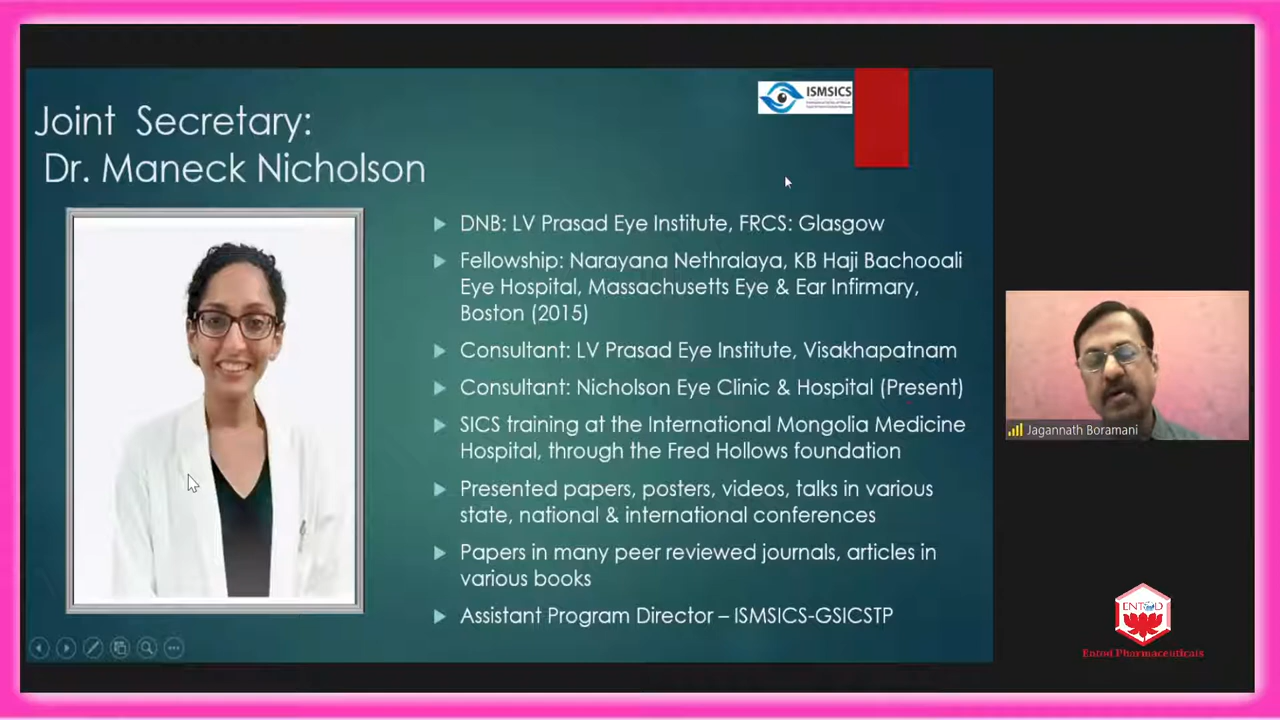 Joint Secretary:
Dr. Maneck Nicholson
ISMSICS
DNB: LV Prasad Eye Institute, FRCS: Glasgow
Fellowship: Narayana Nethralaya, KB Haji Bachooali
Eye Hospital, Massachusetts Eye & Ear Infirmary,
Boston (2015)
Consultant: LV Prasad Eye Institute, Visakhapatnam
Consultant: Nicholson Eye Clinic & Hospital (Present)
SICS training at the International Mongolia Medicine
Hospital, through the Fred Hollows foundation
Presented papers, posters, videos, talks in various
state, national & international conferences
Papers in many peer reviewed journals, articles in
various books
Assistant Program Director – ISMSICS-GSICSTP
Jagannath Boramani
ENTOD
Entod Pharmaceuticals